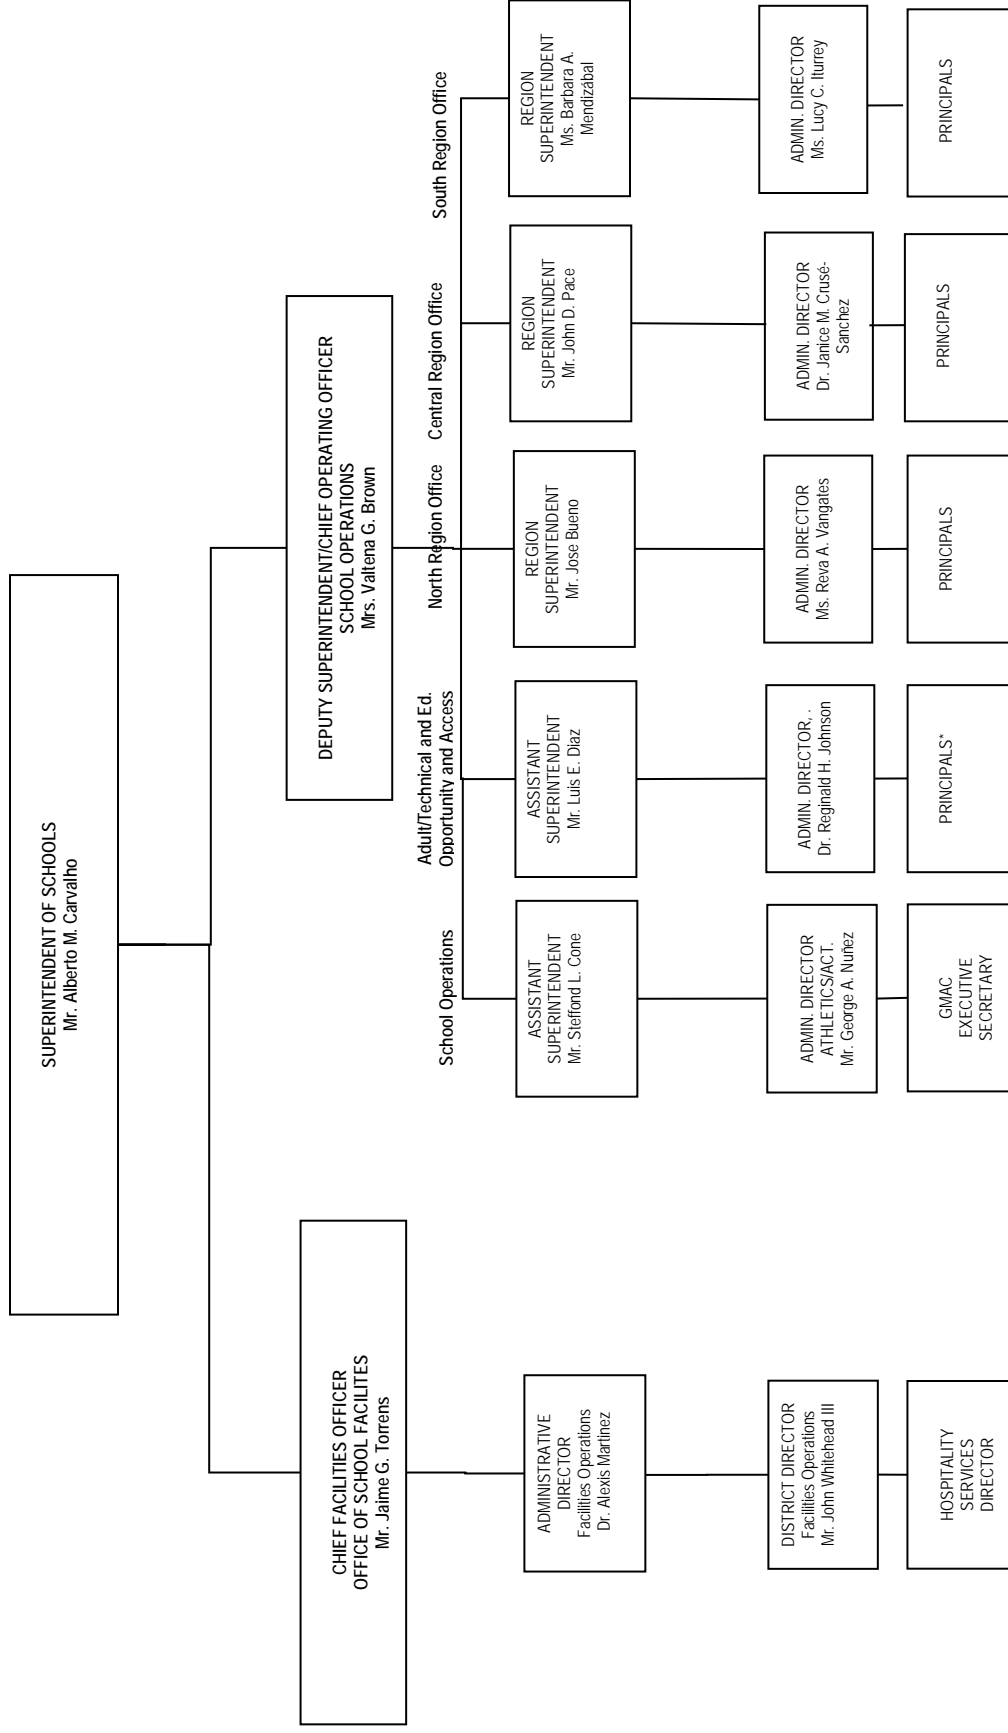 SUPERINTENDENT OF SCHOOLS
Mr. Alberto M. Carvalho
CHIEF FACILITIES OFFICER
OFFICE OF SCHOOL FACILITES
Mr. Jaime G. Torrens
DEPUTY SUPERINTENDENT/CHIEF OPERATING OFFICER
SCHOOL OPERATIONS
Mrs. Valtena G. Brown
School Operations
Adult/Technical and Ed.
Opportunity and Access
North Region Office
Central Region Office
South Region Office
ADMINISTRATIVE
DIRECTOR
Facilities Operations
Dr. Alexis Martinez
ASSISTANT
SUPERINTENDENT
Mr. Steffond L. Cone
ASSISTANT
SUPERINTENDENT
Mr. Luis E. Diaz
REGION
SUPERINTENDENT
Mr. Jose Bueno
REGION
SUPERINTENDENT
Mr. John D. Pace
REGION
SUPERINTENDENT
Ms. Barbara A.
Mendizábal
DISTRICT DIRECTOR
Facilities Operations
Mr. John Whitehead III
ADMIN. DIRECTOR
ATHLETICS/ACT.
Mr. George A. Nuñez
ADMIN. DIRECTOR, .
Dr. Reginald H. Johnson
ADMIN. DIRECTOR
Ms. Reva A. Vangates
ADMIN. DIRECTOR
Dr. Janice M. Crusé-
Sanchez
ADMIN. DIRECTOR
Ms. Lucy C. Iturrey
HOSPITALITY
SERVICES
DIRECTOR
GMAC
EXECUTIVE
SECRETARY
PRINCIPALS*
PRINCIPALS
PRINCIPALS
PRINCIPALS